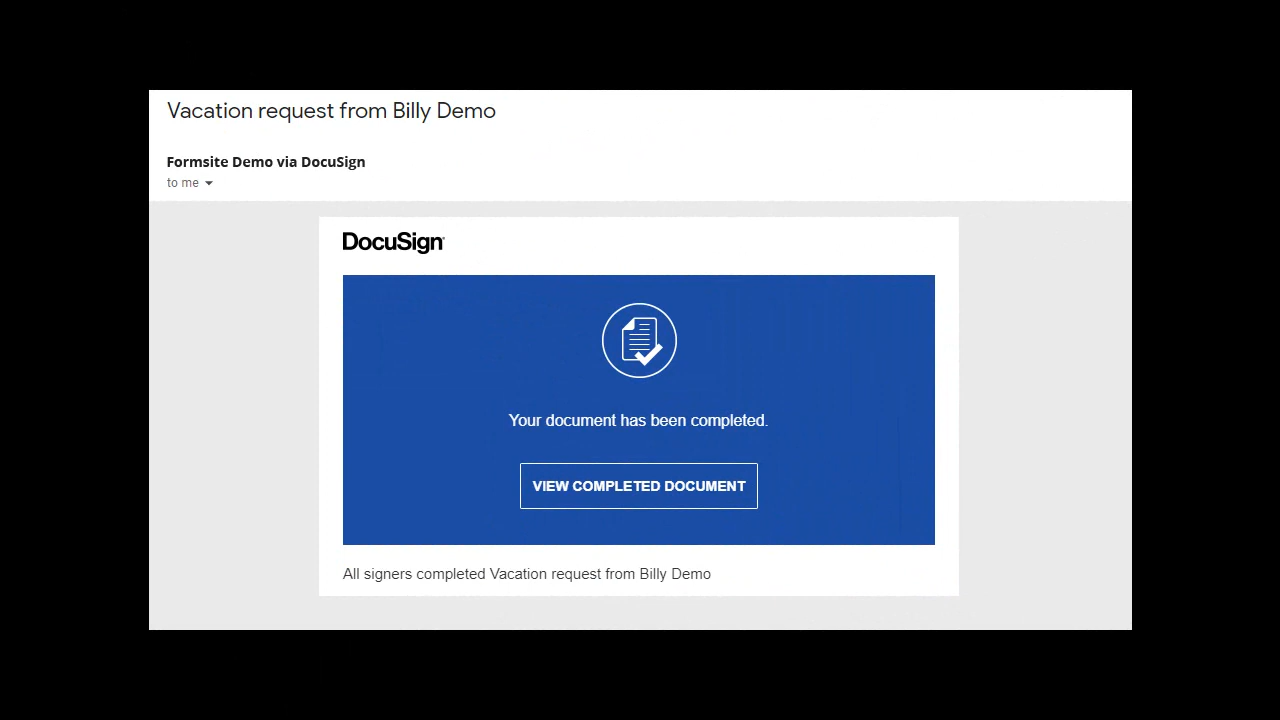 Vacation request from Billy Demo
Formsite Demo via DocuSign
to me
DocuSign
Your document has been completed.
VIEW COMPLETED DOCUMENT
All signers completed Vacation request from Billy Demo